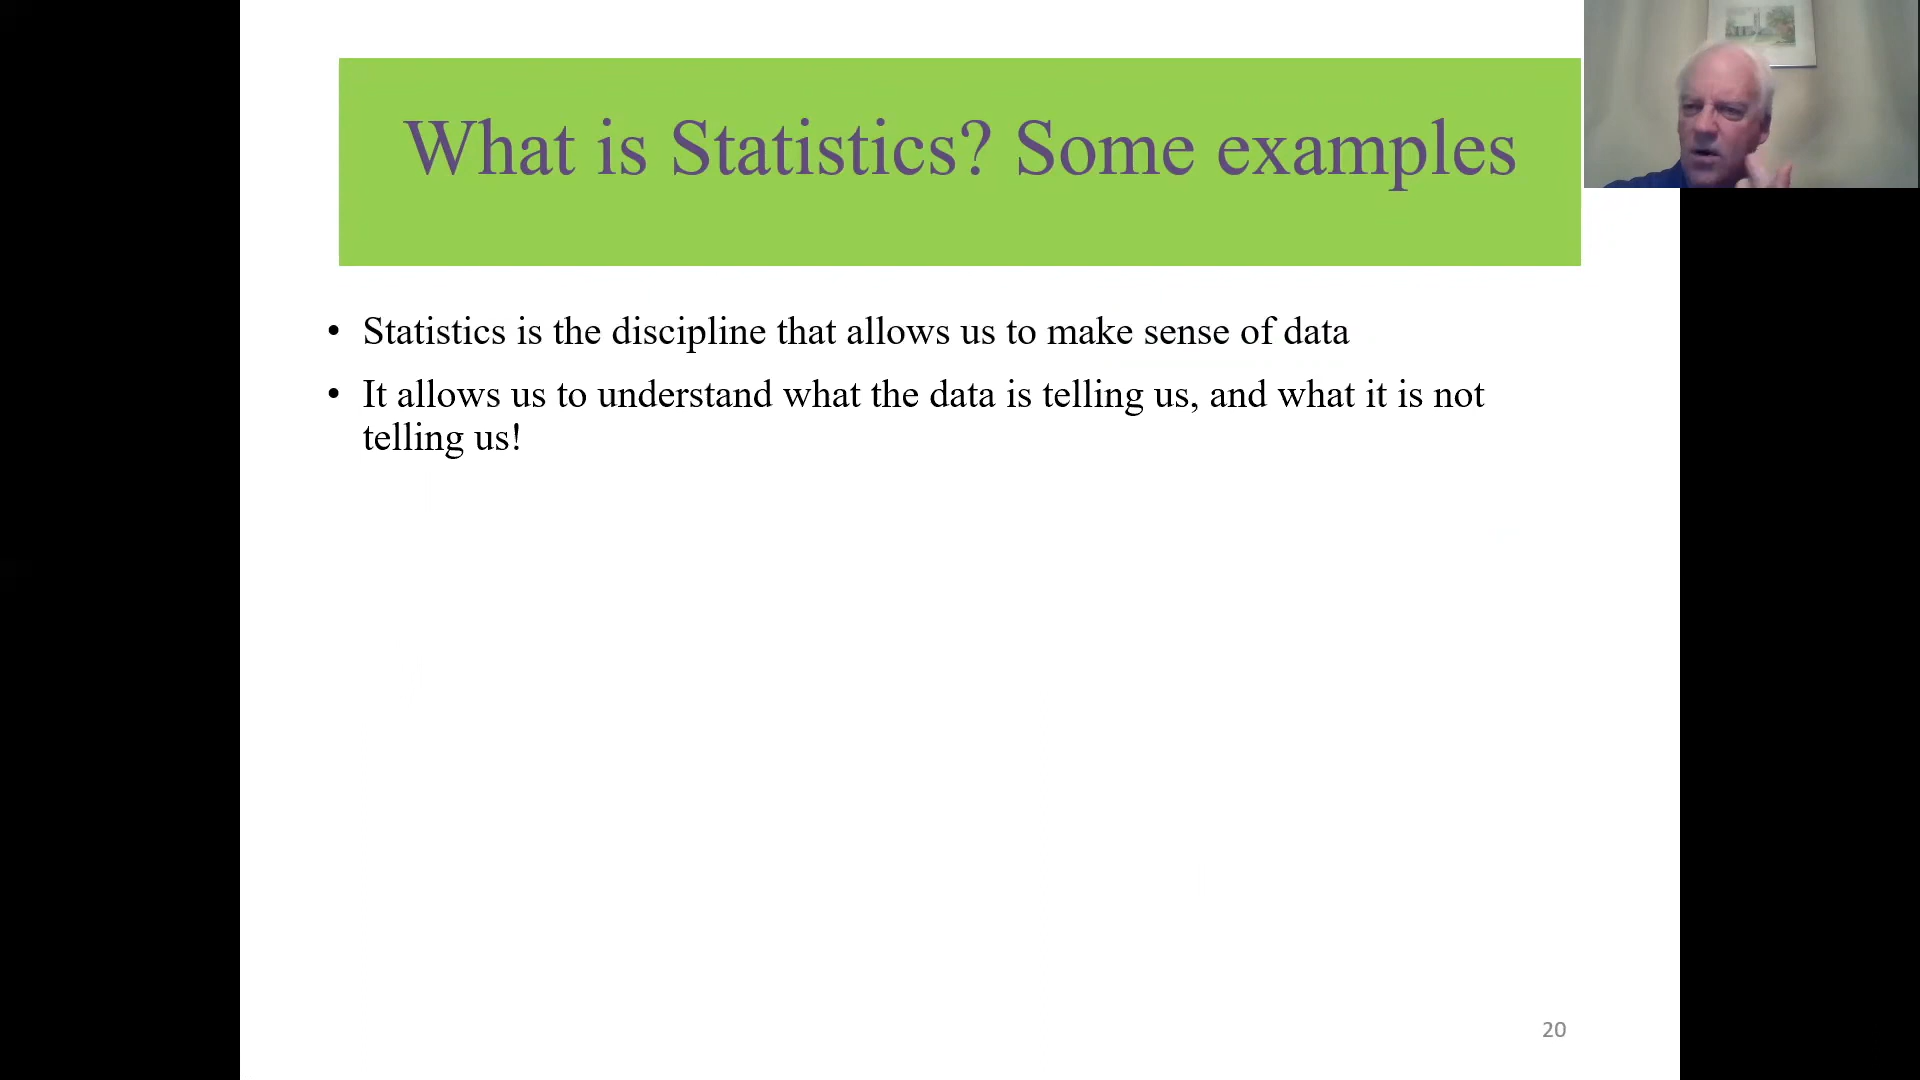 What is Statistics? Some examples
• Statistics is the discipline that allows us to make sense of data
• It allows us to understand what the data is telling us, and what it is not
telling us!
20